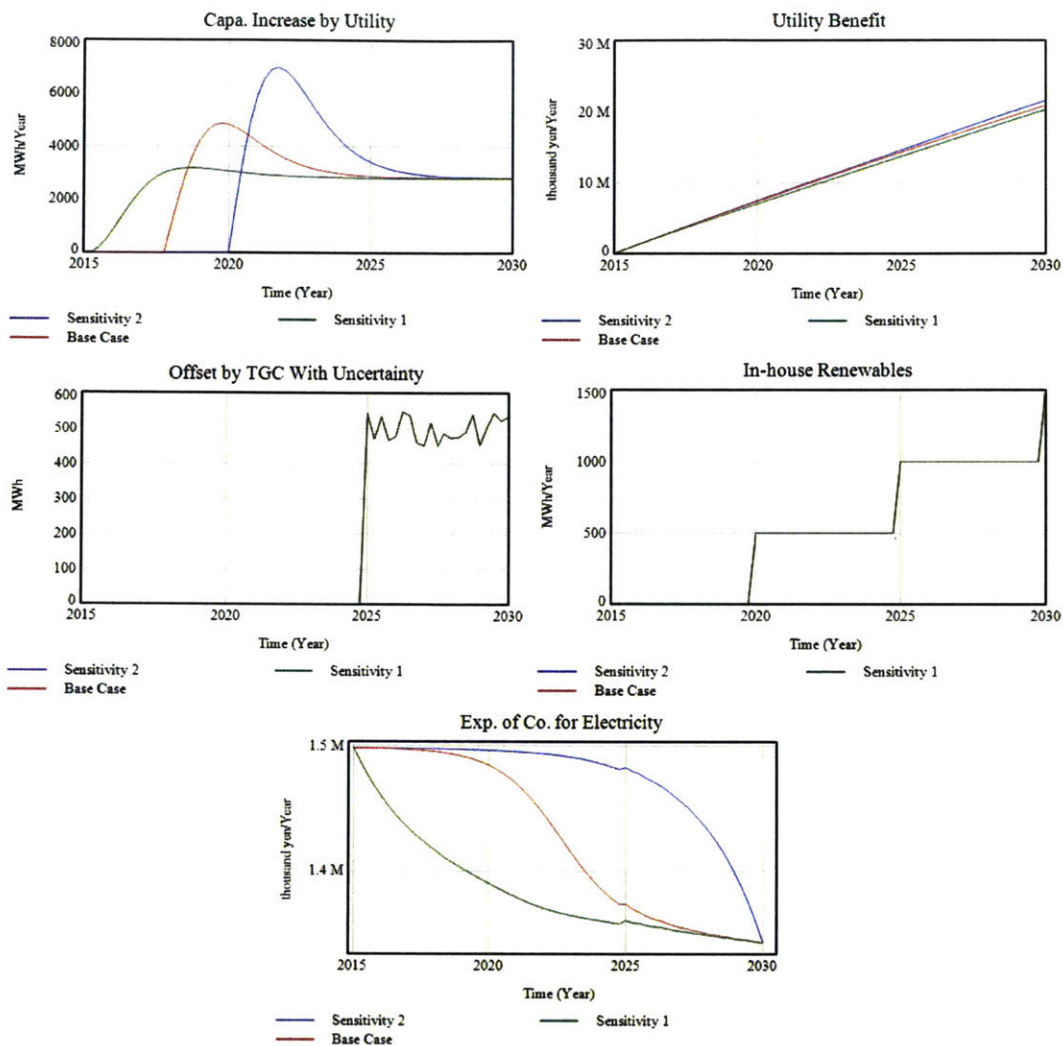 Capa. Increase by Utility
8000
6000
4000
2000
0
MWh/Year
2015 2020 2025 2030
Time (Year)
Sensitivity 2 Sensitivity 1
Base Case
Utility Benefit
30 M
20 M
10 M
0
thousand yen/Year
2015 2020 2025 2030
Time (Year)
Sensitivity 2 Sensitivity 1
Base Case
Offset by TGC With Uncertainty
600
500
400
300
200
100
0
MWh
2015 2020 2025 2030
Time (Year)
Sensitivity 2 Sensitivity 1
Base Case
In-house Renewables
1500
1000
500
0
MWh/Year
2015 2020 2025 2030
Time (Year)
Sensitivity 2 Sensitivity 1
Base Case
Exp. of Co. for Electricity
1.5 M
1.4 M
thousand yen/Year
2015 2020 2025 2030
Time (Year)
Sensitivity 2 Sensitivity 1
Base Case